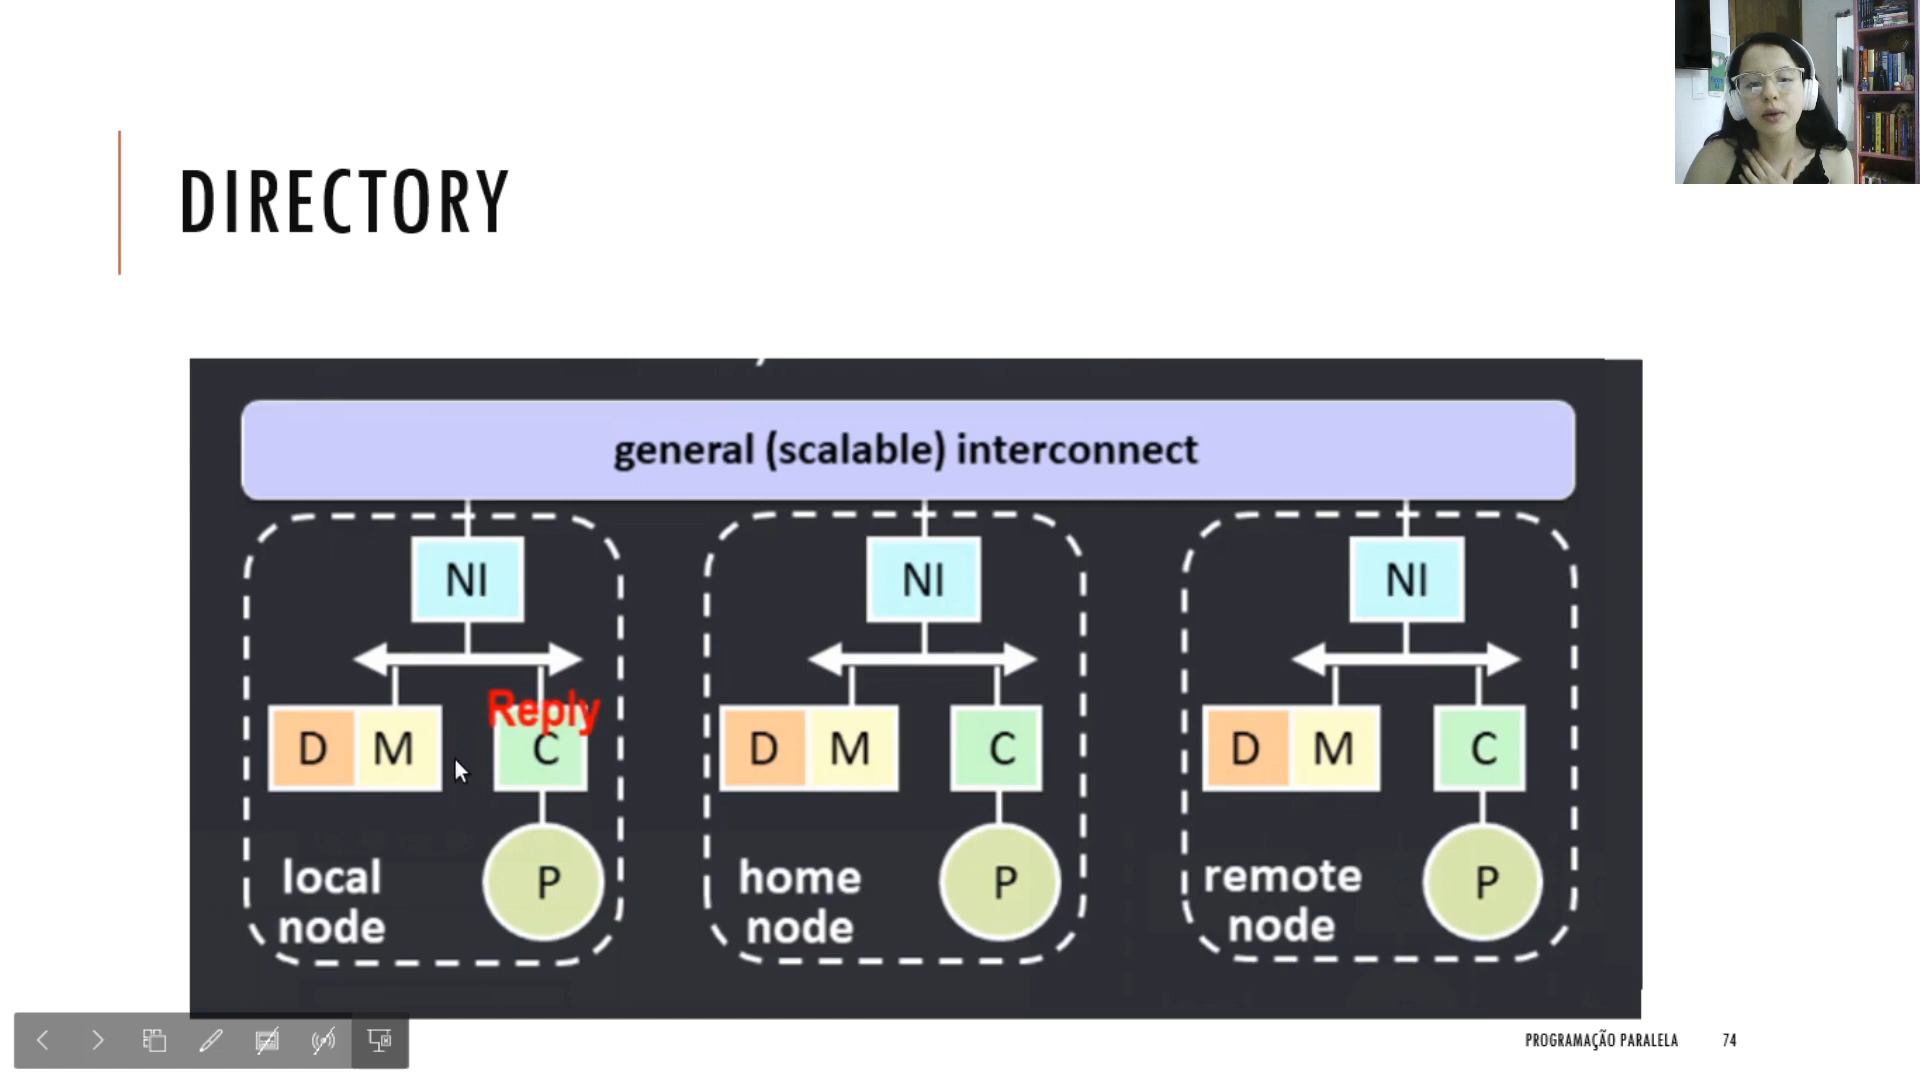 DIRECTORY
general (scalable) interconnect
NI
NI
NI
Reply
D M C
D M C
D M C
P
P
P
local
node
home
node
remote
node
PROGRAMAÇÃO PARALELA 74